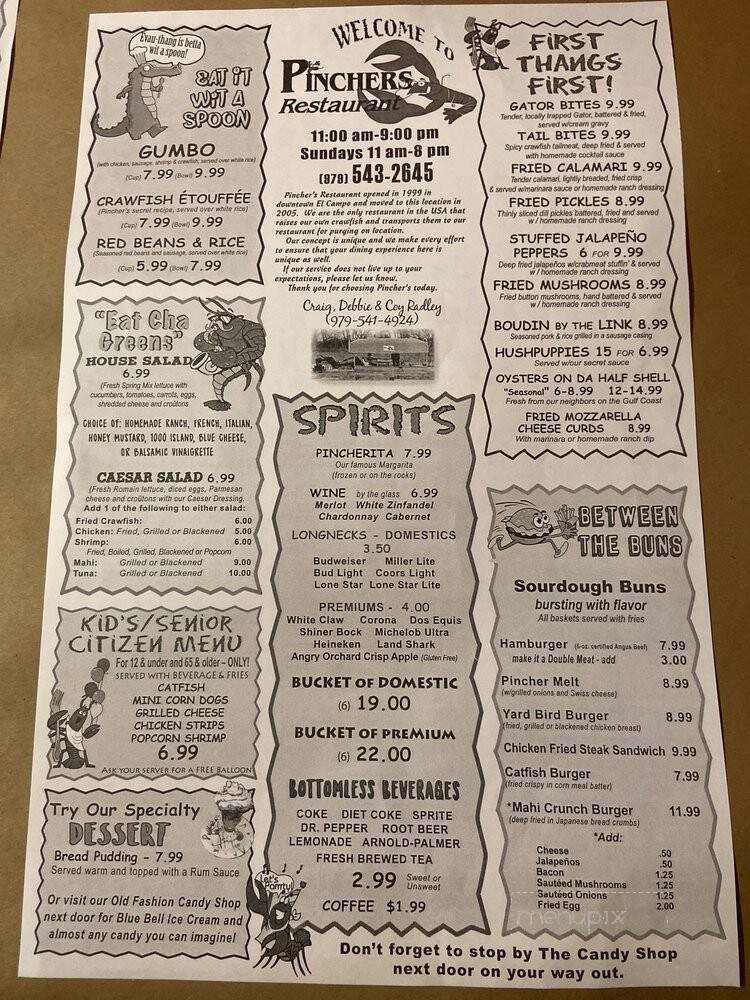 Evau-thang is betta
wit a spoon!
EAT iT
WiT A
SPOON
GUMBO
(with chicken, sausage, shrimp & crawfish, served over white rice)
(Cup) 7.99 (Bowl) 9.99
CRAWFISH ÉTOUFFÉE
(Pincher's secret recipe, served over white rice)
(Cup) 7.99 (Bowl) 9.99
RED BEANS & RICE
(Seasoned red beans and sausage, served over white rice)
(Cup) 5.99 (Bowl) 7.99
"Eat Cha
Greens"
HOUSE SALAD
6.99
(Fresh Spring Mix lettuce with
cucumbers, tomatoes, carrots, eggs,
shredded cheese and croûtons
CHOICE OF: HOMEMADE RANCH, FRENCH, ITALIAN,
HONEY MUSTARD, 1000 ISLAND, BLUE CHEESE,
OR BALSAMIC VINAIGRETTE
CAESAR SALAD 6.99
(Fresh Romain lettuce, diced eggs, Parmesan
cheese and croûtons with our Caesar Dressing.
Add 1 of the following to either salad:
Fried Crawfish: 6.00
Chicken: Fried, Grilled or Blackened 5.00
Shrimp: 6.00
Fried, Boiled, Grilled, Blackened or Popcorn
Mahi: Grilled or Blackened 9.00
Tuna: Grilled or Blackened 10.00
KiD'S/SENiOR
CiTiZEN MENU
For 12 & under and 65 & older – ONLY!
SERVED WITH BEVERAGE & FRIES
CATFISH
MINI CORN DOGS
GRILLED CHEESE
CHICKEN STRIPS
POPCORN SHRIMP
6.99
ASK YOUR SERVER FOR A FREE BALLOON
Try Our Specialty
DESSERT
Bread Pudding - 7.99
Served warm and topped with a Rum Sauce
Or visit our Old Fashion Candy Shop
next door for Blue Bell Ice Cream and
almost any candy you can imagine!
WELCOME TO
PINCHERS
Restaurant
11:00 am-9:00 pm
Sundays 11 am-8 pm
(979) 543-2645
Pincher's Restaurant opened in 1999 in
downtown El Campo and moved to this location in
2005. We are the only restaurant in the USA that
raises our own crawfish and transports them to our
restaurant for purging on location.
Our concept is unique and we make every effort
to ensure that your dining experience here is
unique as well.
If our service does not live up to your
expectations, please let us know.
Thank you for choosing Pincher's today.
Craig, Debbie & Coy Radley
(979-541-4924)
SPIRITS
PINCHERITA 7.99
Our famous Margarita
(frozen or on the rocks)
WINE by the glass 6.99
Merlot White Zinfandel
Chardonnay Cabernet
LONGNECKS - DOMESTICS
3.50
Budweiser Miller Lite
Bud Light Coors Light
Lone Star Lone Star Lite
PREMIUMS - 4.00
White Claw Corona Dos Equis
Shiner Bock Michelob Ultra
Heineken Land Shark
Angry Orchard Crisp Apple (Gluten Free)
BUCKET OF DOMESTIC
(6) 19.00
BUCKET OF PREMIUM
(6) 22.00
BOTTOMLESS BEVERAGES
COKE DIET COKE SPRITE
DR. PEPPER ROOT BEER
LEMONADE ARNOLD-PALMER
FRESH BREWED TEA
2.99 Sweet or
Unsweet
COFFEE $1.99
Let's
Parrty!
FiRST
THANGS
FiRST!
GATOR BITES 9.99
Tender, locally trapped Gator, battered & fried,
served w/cream gravy
TAIL BITES 9.99
Spicy crawfish tailmeat, deep fried & served
with homemade cocktail sauce
FRIED CALAMARI 9.99
Tender calamari, lightly breaded, fried crisp
& served w/marinara sauce or homemade ranch dressing
FRIED PICKLES 8.99
Thinly sliced dill pickles battered, fried and served
w / homemade ranch dressing
STUFFED JALAPEÑO
PEPPERS 6 FOR 9.99
Deep fried jalapeños w/crabmeat stuffin' & served
w / homemade ranch dressing
FRIED MUSHROOMS 8.99
Fried button mushrooms, hand battered & served
w / homemade ranch dressing
BOUDIN BY THE LINK 8.99
Seasoned pork & rice grilled in a sausage casing
HUSHPUPPIES 15 FOR 6.99
Served w/our secret sauce
OYSTERS ON DA HALF SHELL
"Seasonal" 6-8.99 12-14.99
Fresh from our neighbors on the Gulf Coast
FRIED MOZZARELLA
CHEESE CURDS 8.99
With marinara or homemade ranch dip
BETWEEN
THE BUNS
Sourdough Buns
bursting with flavor
All baskets served with fries
Hamburger (6-oz. certified Angus Beef) 7.99
make it a Double Meat - add 3.00
Pincher Melt 8.99
(w/grilled onions and Swiss cheese)
Yard Bird Burger 8.99
(fried, grilled or blackened chicken breast)
Chicken Fried Steak Sandwich 9.99
Catfish Burger 7.99
(fried crispy in corn meal batter)
*Mahi Crunch Burger 11.99
(deep fried in Japanese bread crumbs)
*Add:
Cheese .50
Jalapeños .50
Bacon 1.25
Sautéed Mushrooms 1.25
Sautéed Onions 1.25
Fried Egg 2.00
menupix
Don't forget to stop by The Candy Shop
next door on your way out.